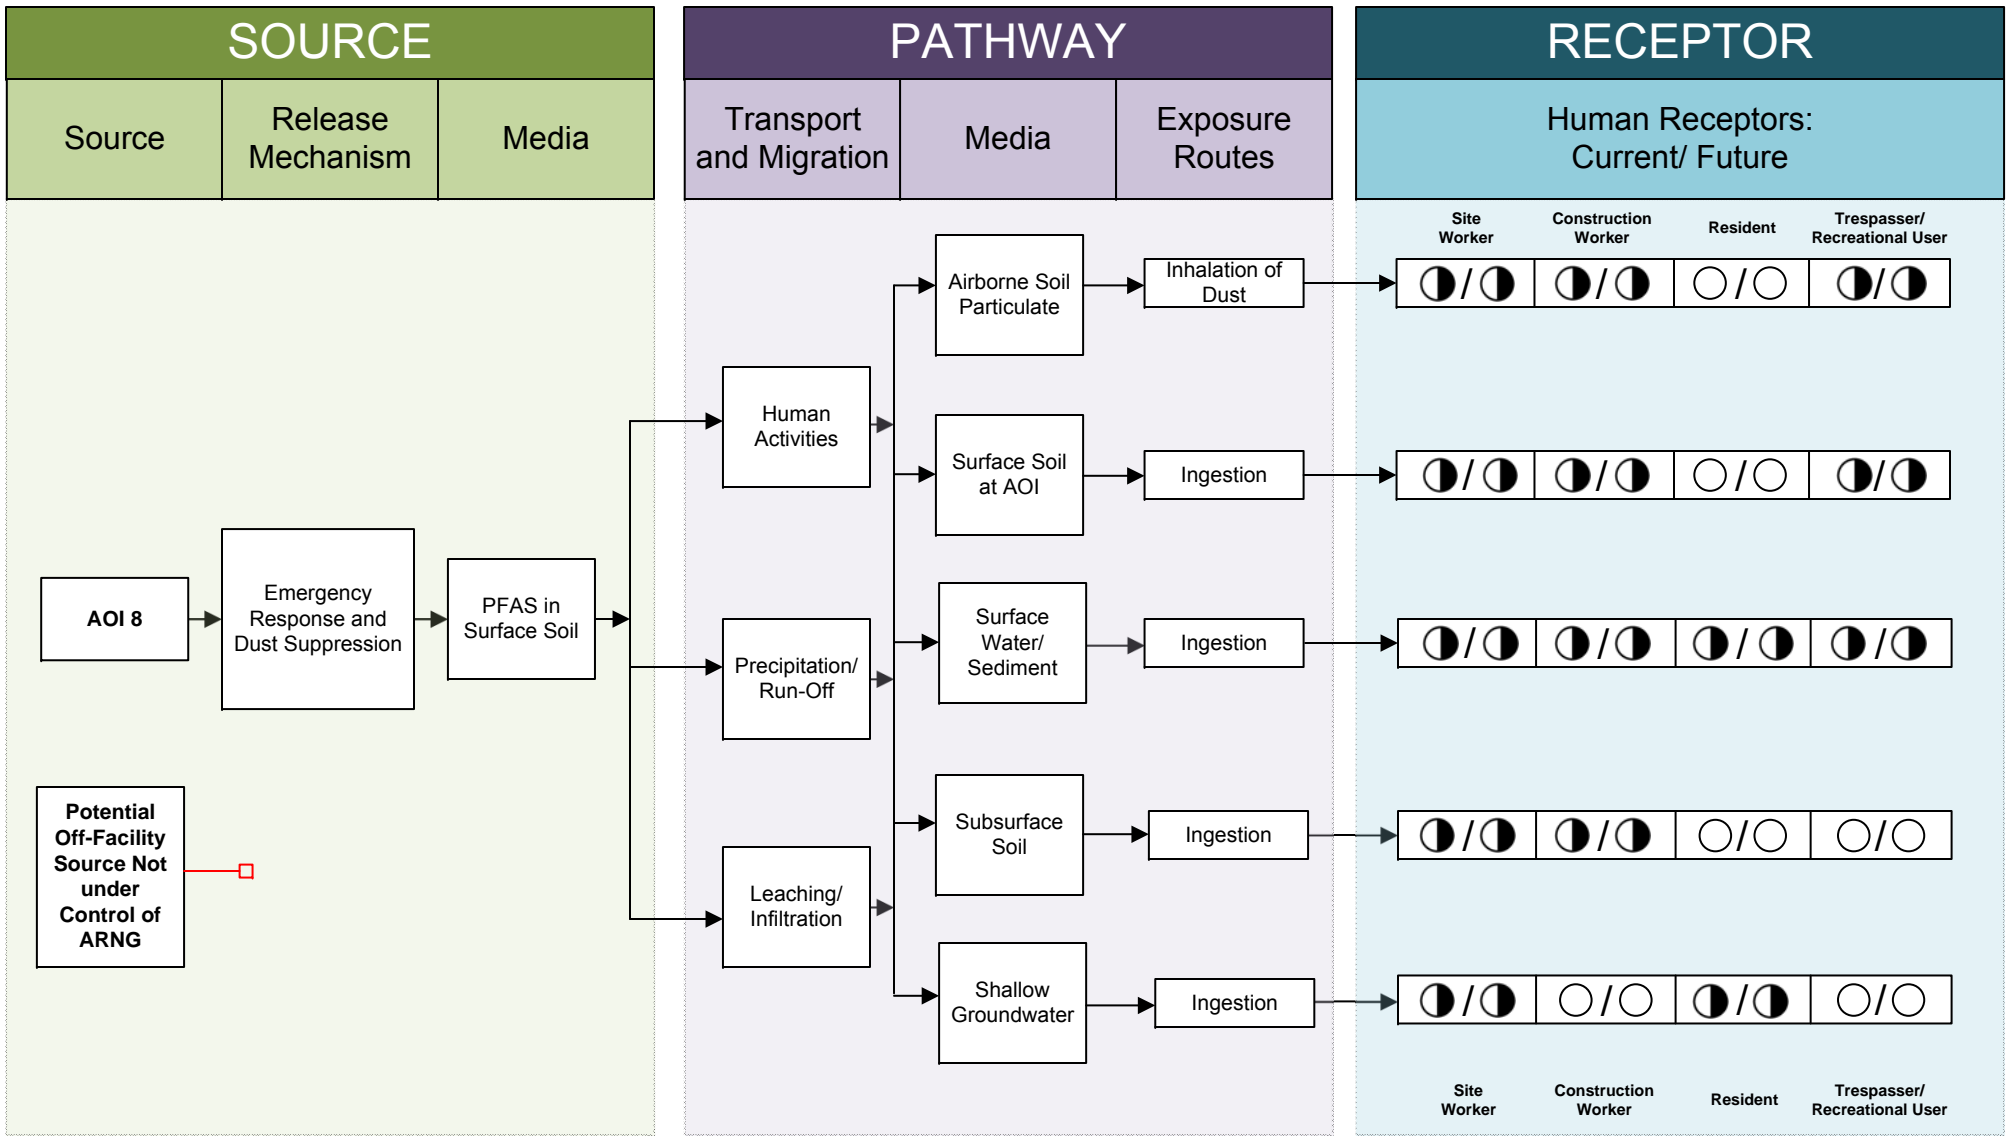 SOURCE
PATHWAY
RECEPTOR
Source
Release
Mechanism
Media
Transport
and Migration
Media
Exposure
Routes
Human Receptors:
Current/ Future
Site
Worker
Construction
Worker
Resident
Trespasser/
Recreational User
Airborne Soil
Particulate
Inhalation of
Dust
/
/
/
/
Human
Activities
Surface Soil
at AOI
Ingestion
/
/
/
/
AOI 8
Emergency
Response and
Dust Suppression
PFAS in
Surface Soil
Precipitation/
Run-Off
Surface
Water/
Sediment
Ingestion
/
/
/
/
Potential
Off-Facility
Source Not
under
Control of
ARNG
Leaching/
Infiltration
Subsurface
Soil
Ingestion
/
/
/
/
Shallow
Groundwater
Ingestion
/
/
/
/
Site
Worker
Construction
Worker
Resident
Trespasser/
Recreational User